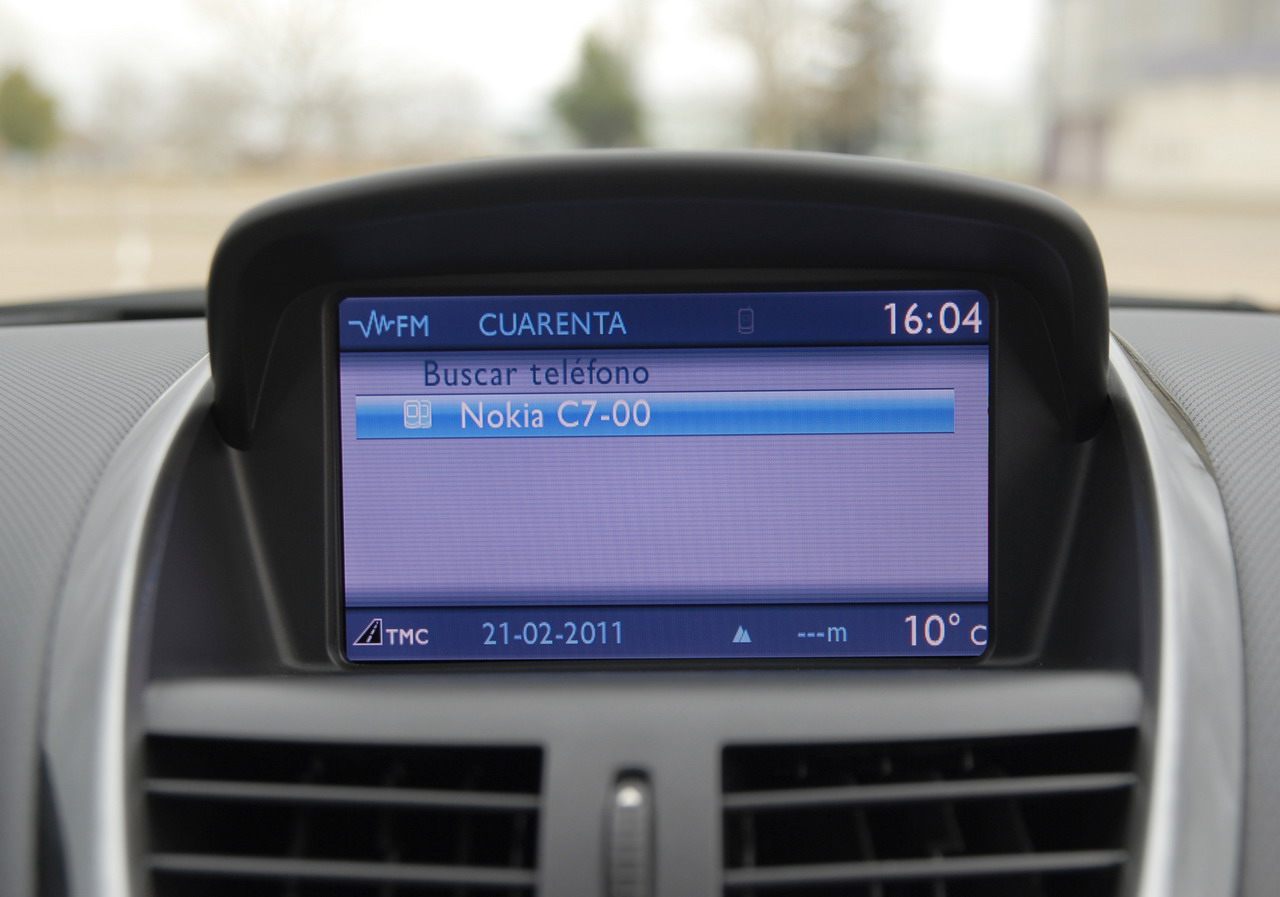 FM CUARENTA 16:04
Buscar teléfono
Nokia C7-00
TMC 21-02-2011 ---m 10° C